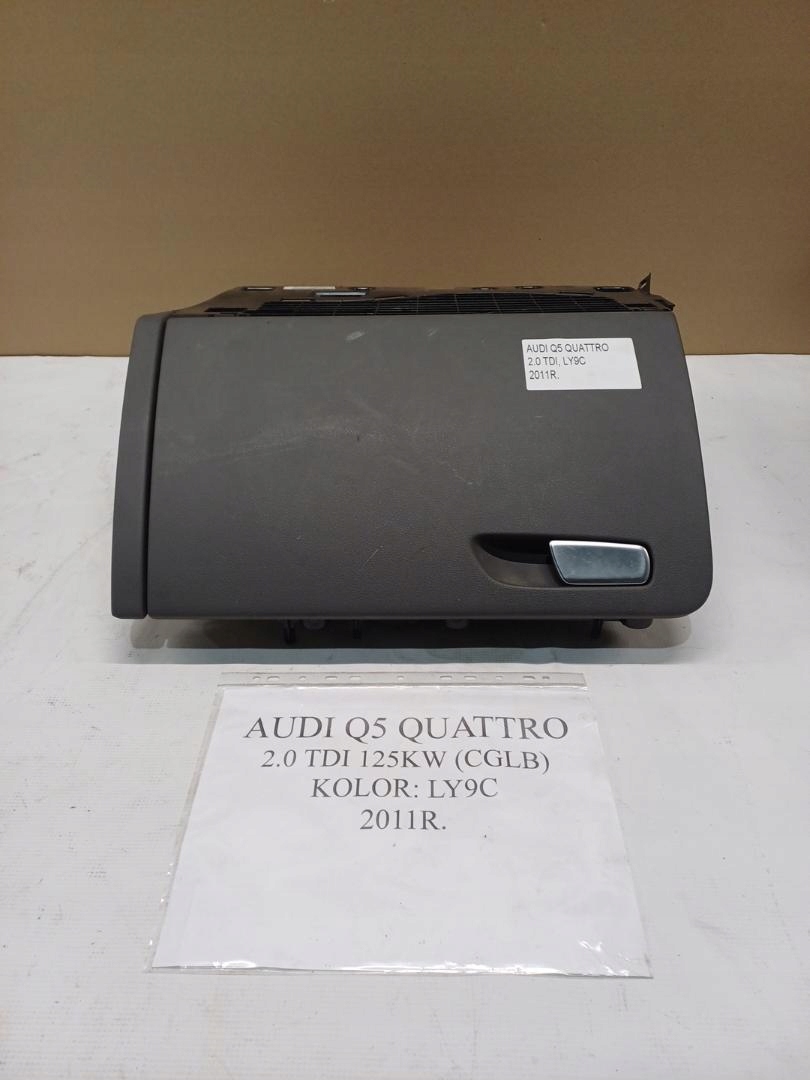 AUDI Q5 QUATTRO
2.0 TDI, LY9C
2011R.
AUDI Q5 QUATTRO
2.0 TDI 125KW (CGLB)
KOLOR: LY9C
2011R.